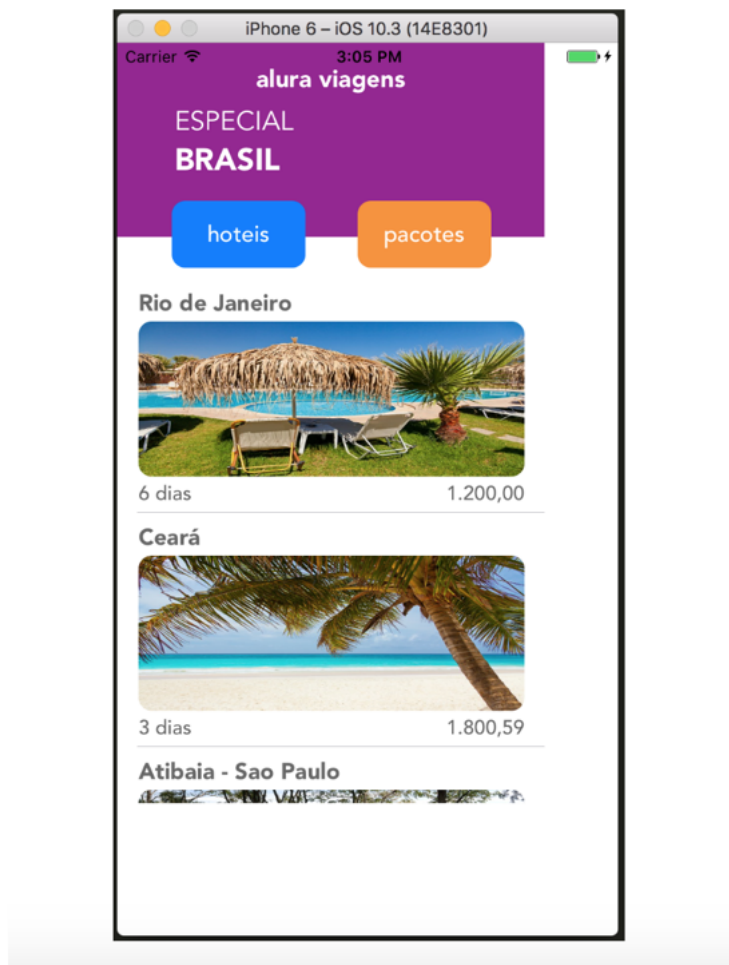 iPhone 6 – iOS 10.3 (14E8301)
Carrier 3:05 PM
alura viagens
ESPECIAL
BRASIL
hoteis pacotes
Rio de Janeiro
6 dias 1.200,00
Ceará
3 dias 1.800,59
Atibaia - Sao Paulo